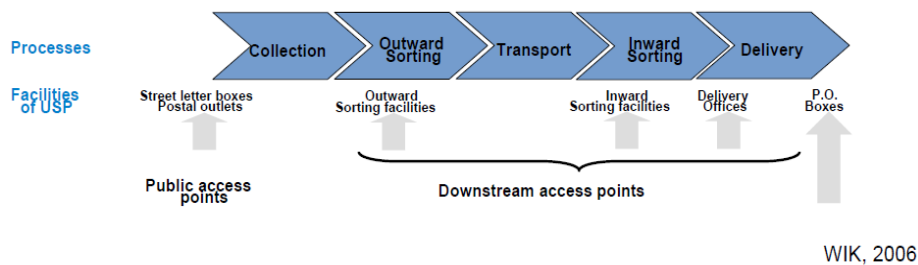 Processes
Collection
Outward
Sorting
Transport
Inward
Sorting
Delivery
Facilities
of USP
Street letter boxes
Postal outlets
Outward
Sorting facilities
Inward
Sorting facilities
Delivery
Offices
P.O.
Boxes
Public access
points
Downstream access points
WIK, 2006